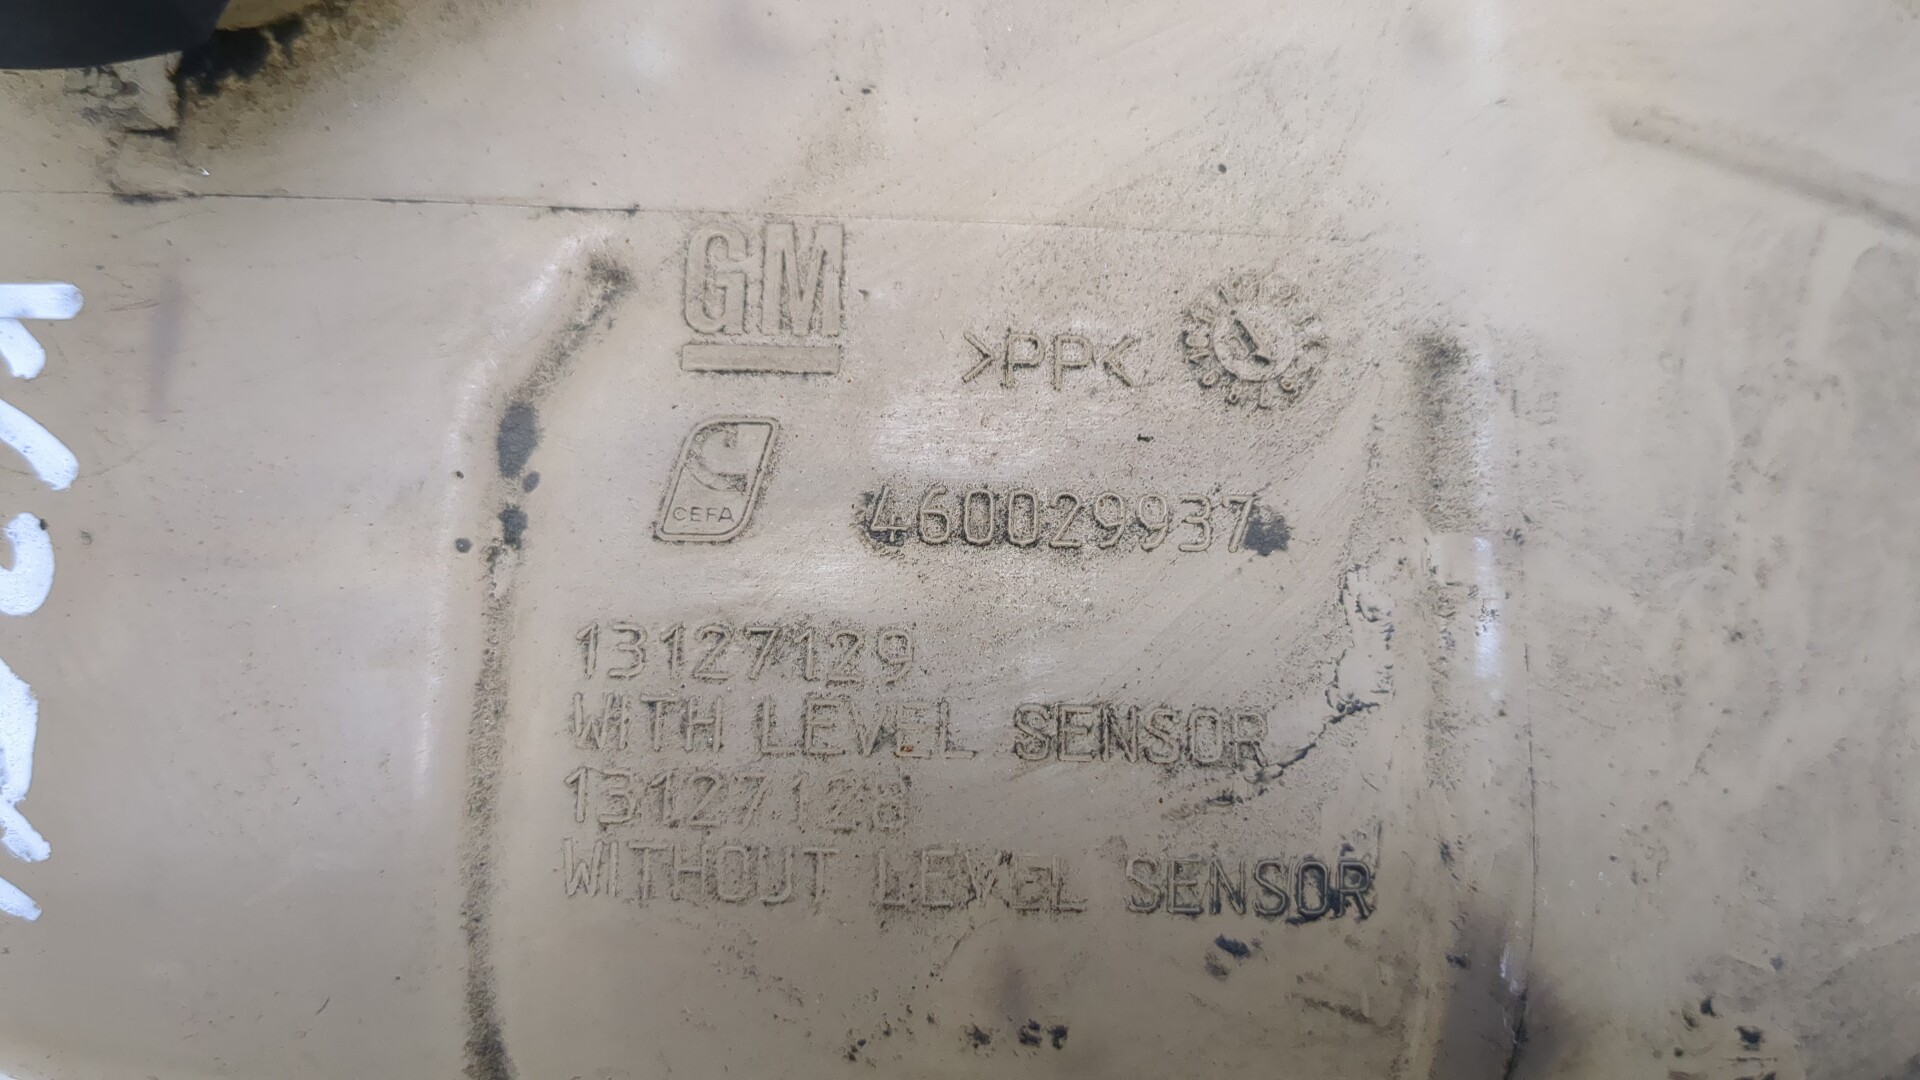 GM
>PP<
CEFA
460029937
13127129
WITH LEVEL SENSOR
13127128
WITHOUT LEVEL SENSOR